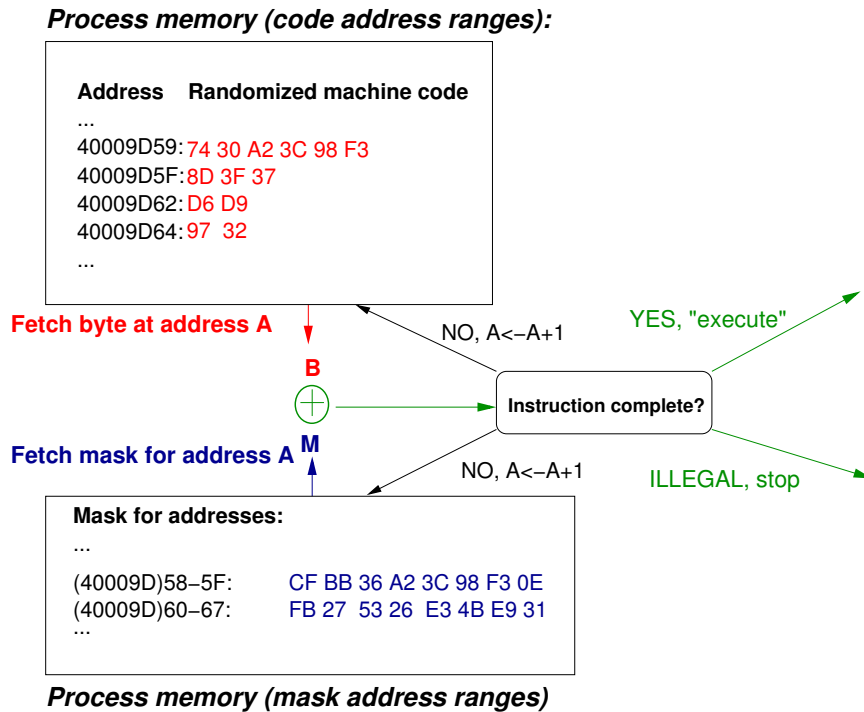 Process memory (code address ranges):
Address Randomized machine code
...
40009D59: 74 30 A2 3C 98 F3
40009D5F: 8D 3F 37
40009D62: D6 D9
40009D64: 97 32
...
Fetch byte at address A
NO, A<−A+1
YES, "execute"
B
Instruction complete?
M
Fetch mask for address A
NO, A<−A+1
ILLEGAL, stop
Mask for addresses:
...
(40009D)58−5F: CF BB 36 A2 3C 98 F3 0E
(40009D)60−67: FB 27 53 26 E3 4B E9 31
...
Process memory (mask address ranges)